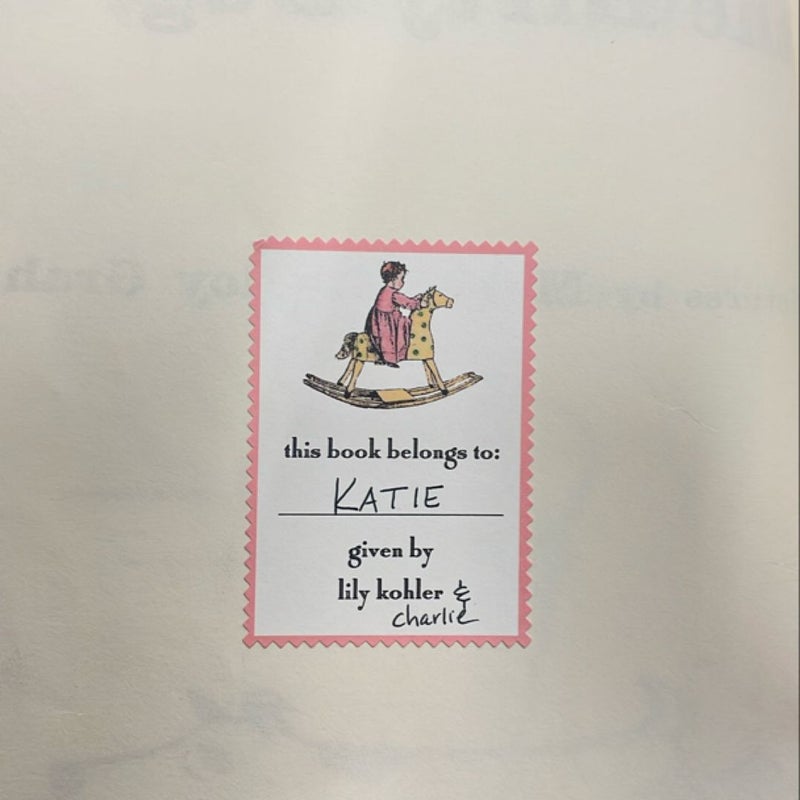 this book belongs to:
KATIE
given by
lily kohler &
charlie